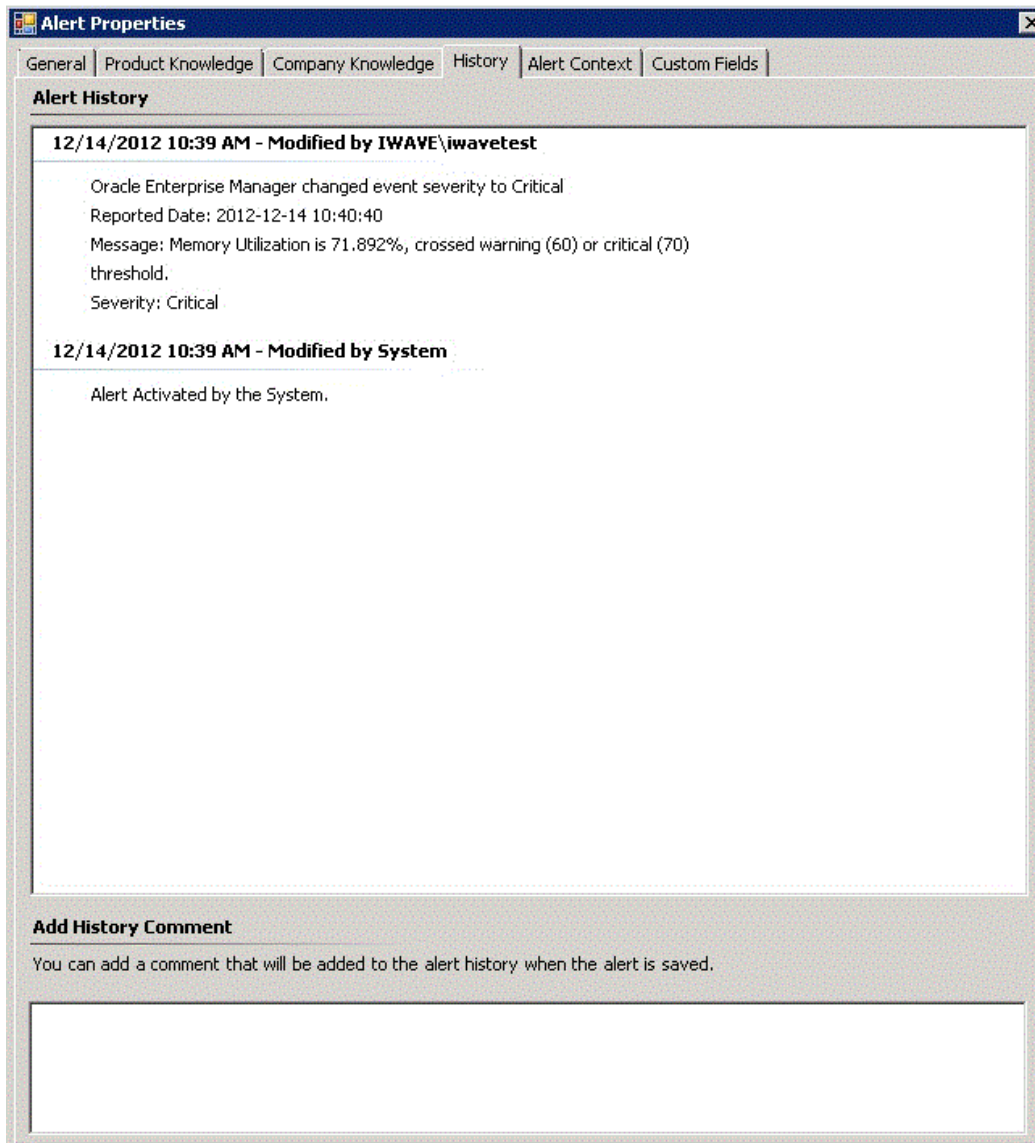 Alert Properties
General Product Knowledge Company Knowledge History Alert Context Custom Fields
Alert History
12/14/2012 10:39 AM - Modified by IWAVE\iwavetest
Oracle Enterprise Manager changed event severity to Critical
Reported Date: 2012-12-14 10:40:40
Message: Memory Utilization is 71.892%, crossed warning (60) or critical (70)
threshold.
Severity: Critical
12/14/2012 10:39 AM - Modified by System
Alert Activated by the System.
Add History Comment
You can add a comment that will be added to the alert history when the alert is saved.